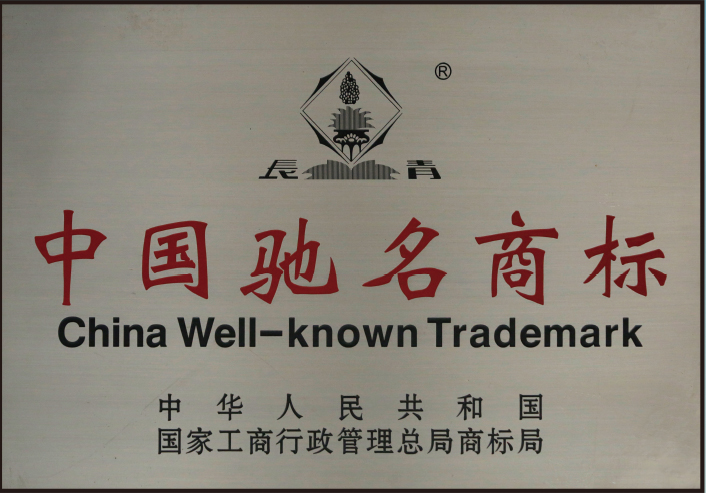 ®
長 青
中国驰名商标
China Well-known Trademark
中华人民共和国
国家工商行政管理总局商标局